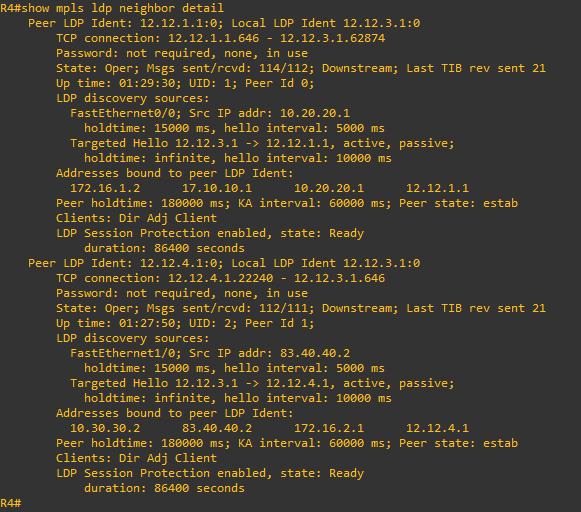 R4#show mpls ldp neighbor detail
Peer LDP Ident: 12.12.1.1:0; Local LDP Ident 12.12.3.1:0
TCP connection: 12.12.1.1.646 - 12.12.3.1.62874
Password: not required, none, in use
State: Oper; Msgs sent/rcvd: 114/112; Downstream; Last TIB rev sent 21
Up time: 01:29:30; UID: 1; Peer Id 0;
LDP discovery sources:
FastEthernet0/0; Src IP addr: 10.20.20.1
holdtime: 15000 ms, hello interval: 5000 ms
Targeted Hello 12.12.3.1 -> 12.12.1.1, active, passive;
holdtime: infinite, hello interval: 10000 ms
Addresses bound to peer LDP Ident:
172.16.1.2 17.10.10.1 10.20.20.1 12.12.1.1
Peer holdtime: 180000 ms; KA interval: 60000 ms; Peer state: estab
Clients: Dir Adj Client
LDP Session Protection enabled, state: Ready
duration: 86400 seconds
Peer LDP Ident: 12.12.4.1:0; Local LDP Ident 12.12.3.1:0
TCP connection: 12.12.4.1.22240 - 12.12.3.1.646
Password: not required, none, in use
State: Oper; Msgs sent/rcvd: 112/111; Downstream; Last TIB rev sent 21
Up time: 01:27:50; UID: 2; Peer Id 1;
LDP discovery sources:
FastEthernet1/0; Src IP addr: 83.40.40.2
holdtime: 15000 ms, hello interval: 5000 ms
Targeted Hello 12.12.3.1 -> 12.12.4.1, active, passive;
holdtime: infinite, hello interval: 10000 ms
Addresses bound to peer LDP Ident:
10.30.30.2 83.40.40.2 172.16.2.1 12.12.4.1
Peer holdtime: 180000 ms; KA interval: 60000 ms; Peer state: estab
Clients: Dir Adj Client
LDP Session Protection enabled, state: Ready
duration: 86400 seconds
R4#